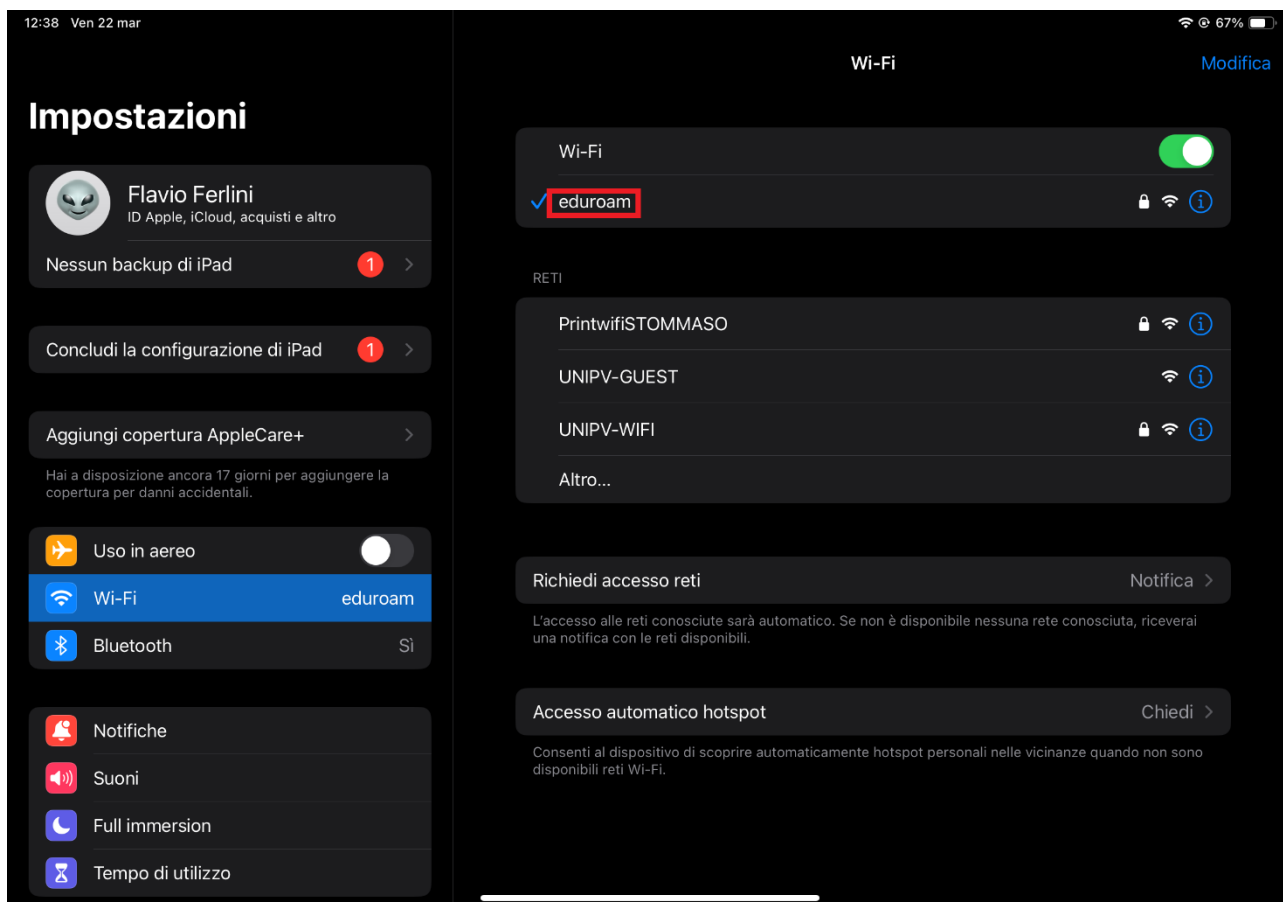 12:38 Ven 22 mar
67%
Impostazioni
Flavio Ferlini
ID Apple, iCloud, acquisti e altro
Nessun backup di iPad 1
Concludi la configurazione di iPad 1
Aggiungi copertura AppleCare+
Hai a disposizione ancora 17 giorni per aggiungere la
copertura per danni accidentali.
Uso in aereo
Wi-Fi eduroam
Bluetooth Sì
Notifiche
Suoni
Full immersion
Tempo di utilizzo
Wi-Fi Modifica
Wi-Fi
eduroam
RETI
PrintwifiSTOMMASO
UNIPV-GUEST
UNIPV-WIFI
Altro...
Richiedi accesso reti Notifica
L'accesso alle reti conosciute sarà automatico. Se non è disponibile nessuna rete conosciuta, riceverai
una notifica con le reti disponibili.
Accesso automatico hotspot Chiedi
Consenti al dispositivo di scoprire automaticamente hotspot personali nelle vicinanze quando non sono
disponibili reti Wi-Fi.